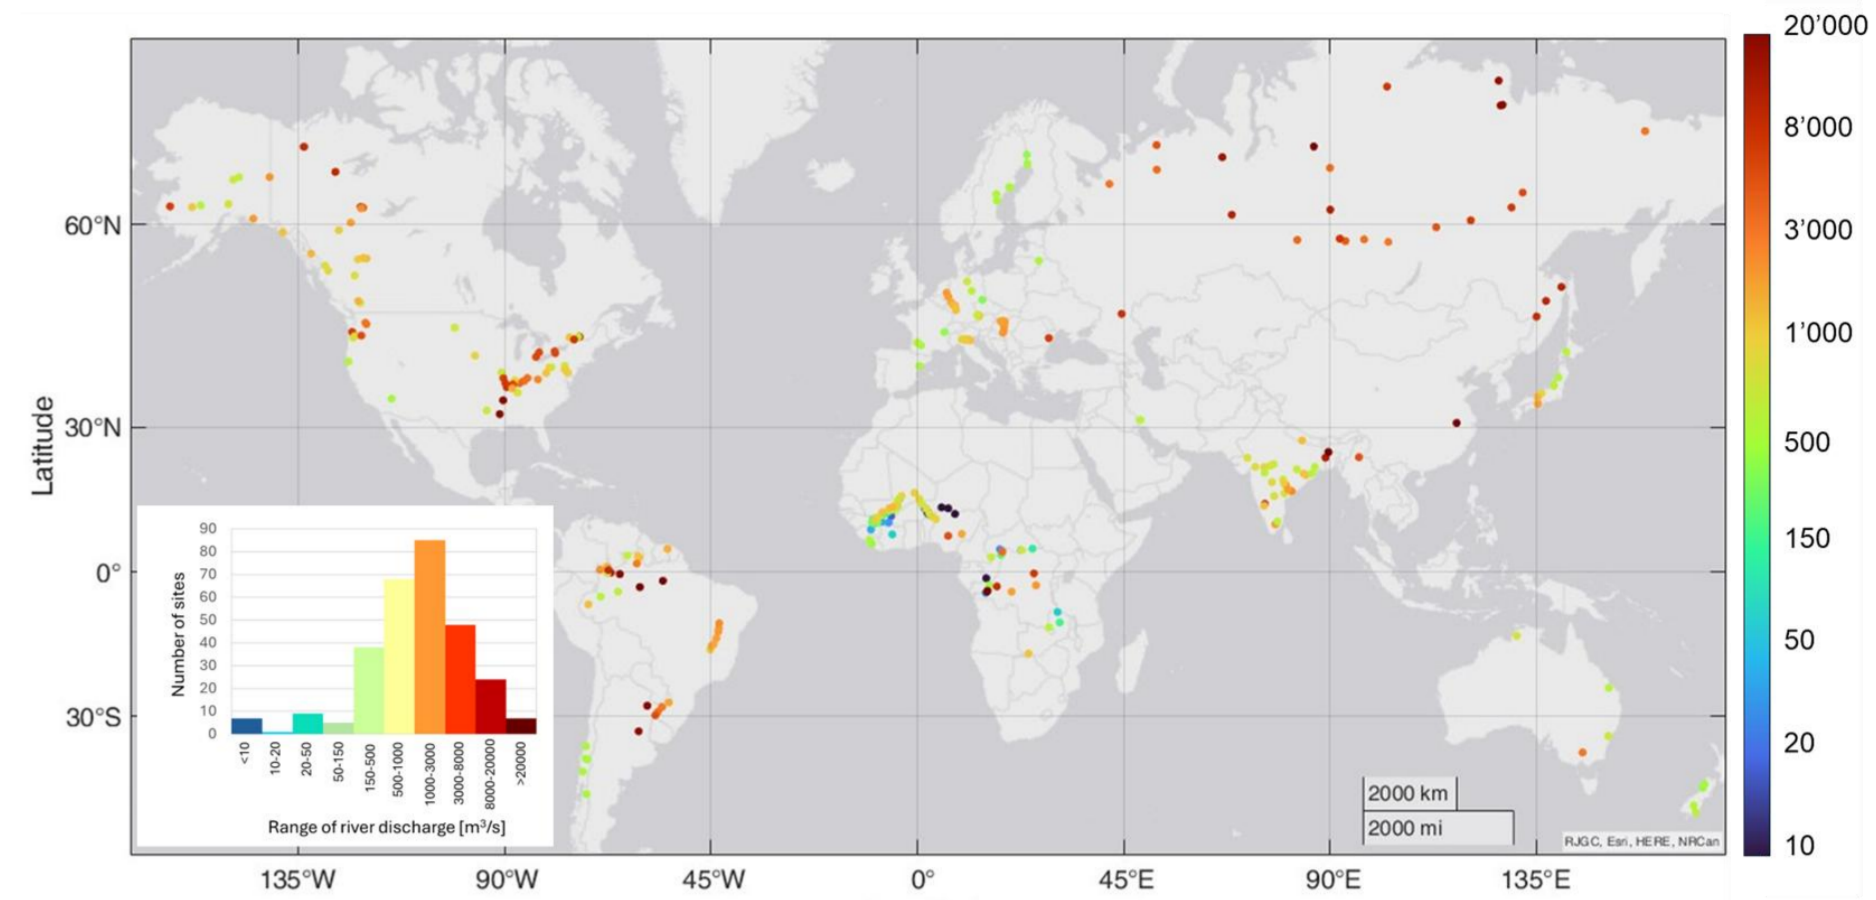 20’000
8’000
3’000
1’000
500
150
50
20
10
Latitude
60°N
30°N
0°
30°S
135°W
90°W
45°W
0°
45°E
90°E
135°E
Number of sites
90
80
70
60
50
40
30
20
10
0
<10
10-20
20-50
50-150
150-500
500-1000
1000-3000
3000-8000
8000-20000
>20000
Range of river discharge [m³/s]
2000 km
2000 mi
RJGC, Esri, HERE, NRCan